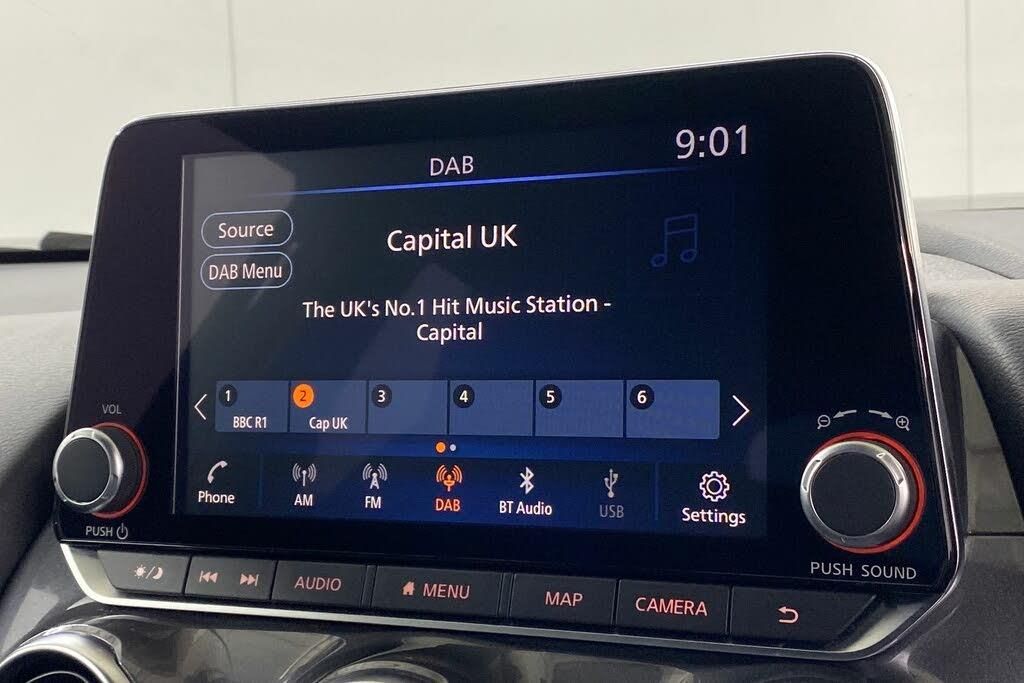 DAB
9:01
Source
Capital UK
DAB Menu
The UK's No.1 Hit Music Station -
Capital
1
2
3
4
5
6
BBC R1
Cap UK
Phone
AM
FM
DAB
BT Audio
USB
Settings
VOL
PUSH
PUSH SOUND
AUDIO
MENU
MAP
CAMERA